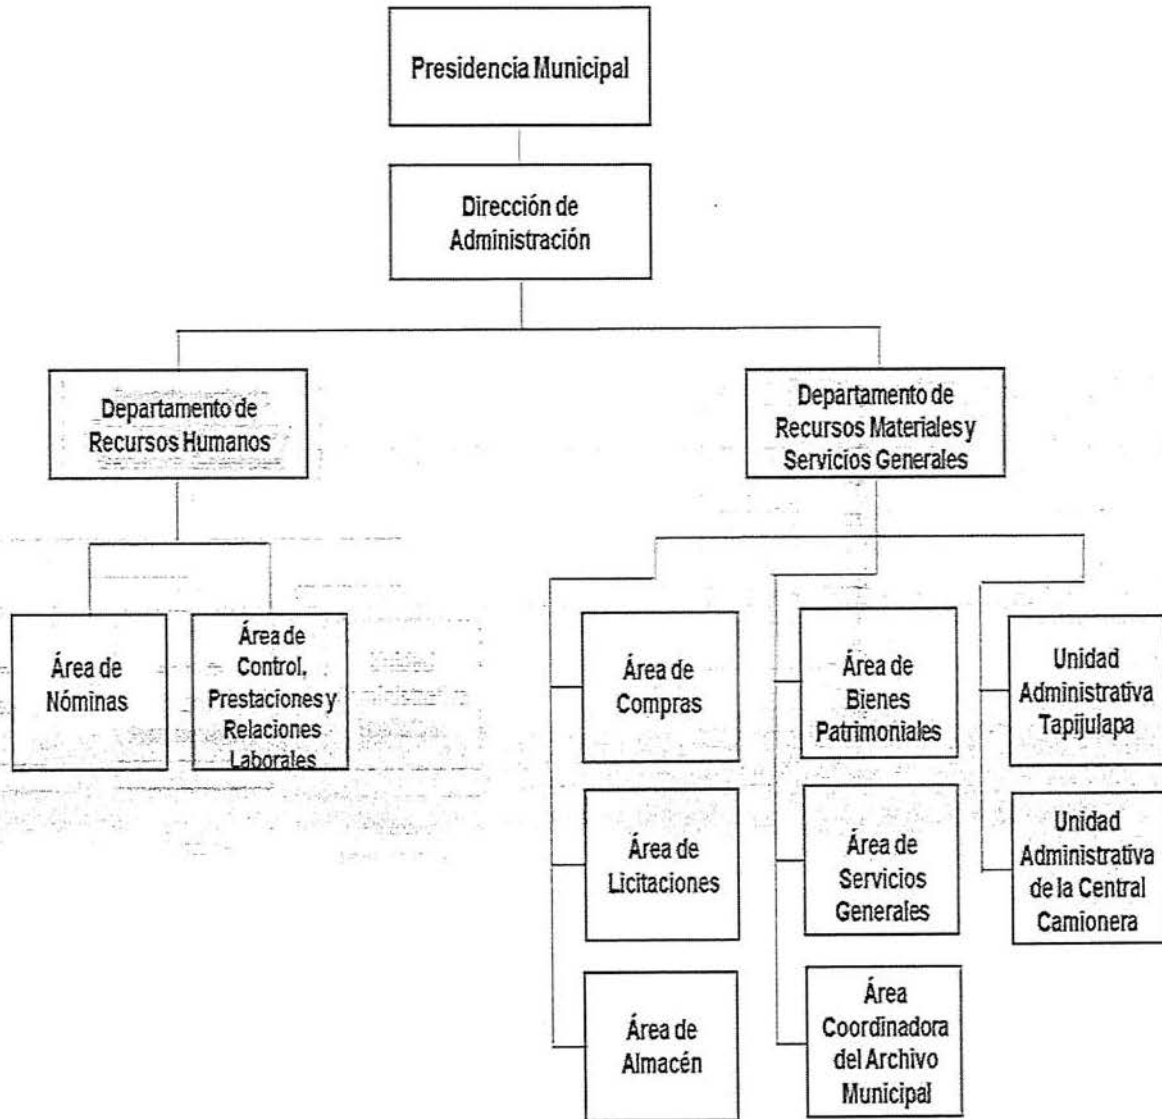 Presidencia Municipal
Dirección de
Administración
Departamento de
Recursos Humanos
Departamento de
Recursos Materiales y
Servicios Generales
Área de
Nóminas
Área de
Control,
Prestaciones y
Relaciones
Laborales
Área de
Compras
Área de
Licitaciones
Área de
Almacén
Área de
Bienes
Patrimoniales
Área de
Servicios
Generales
Área
Coordinadora
del Archivo
Municipal
Unidad
Administrativa
Tapijulapa
Unidad
Administrativa
de la Central
Camionera